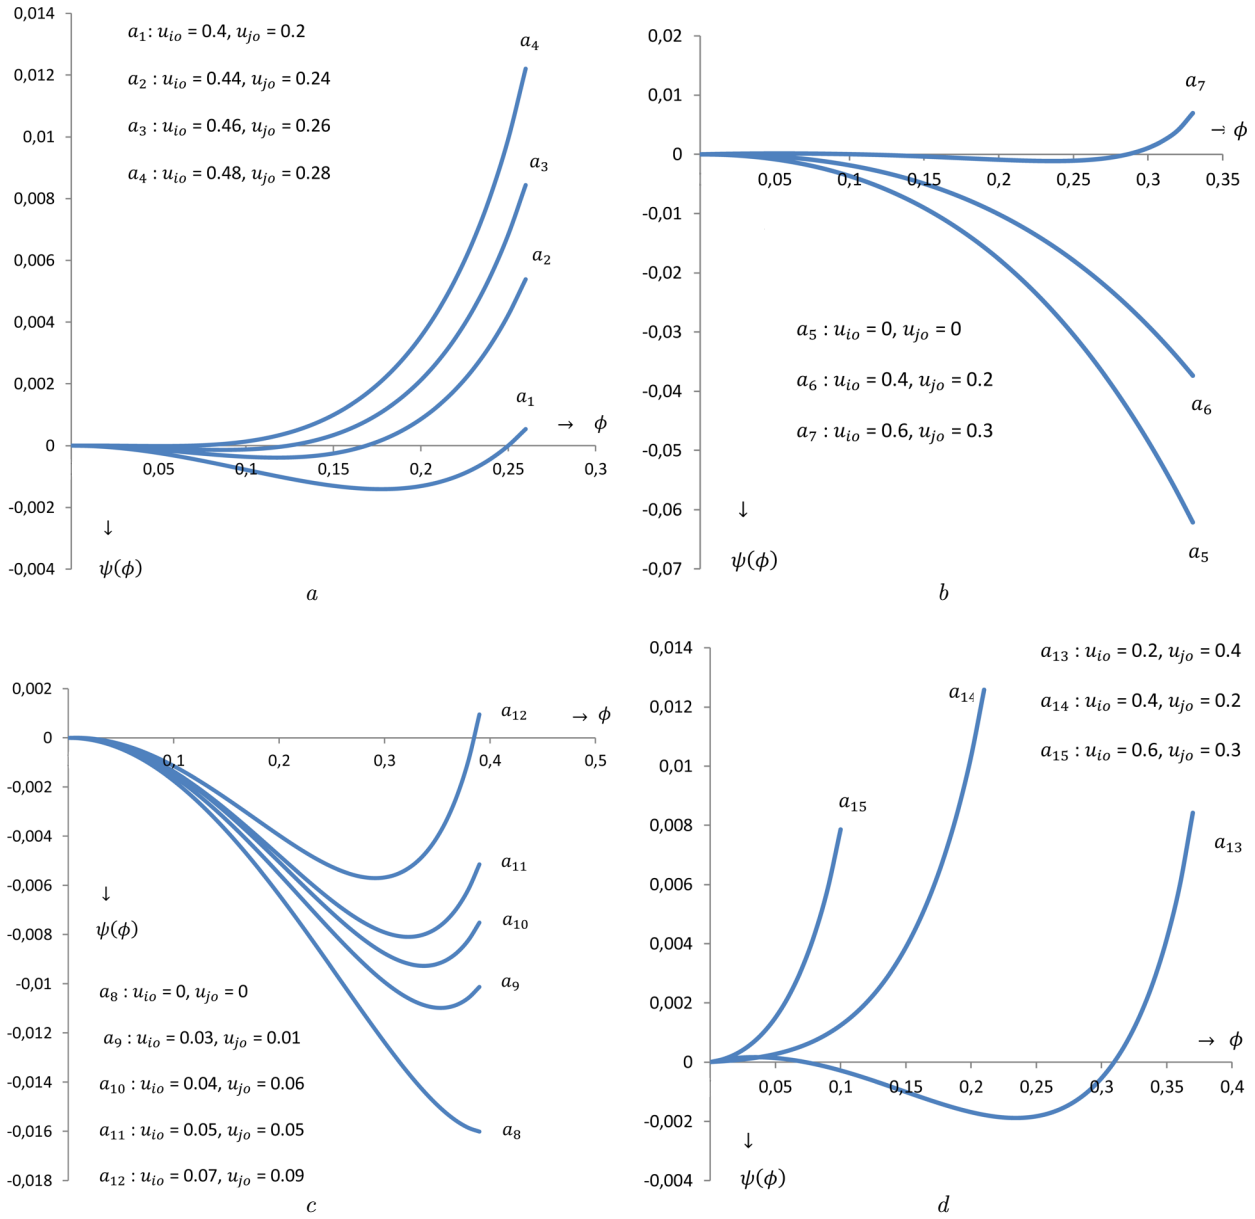 0,014
0,012
0,01
0,008
0,006
0,004
0,002
0
-0,002
-0,004
0,05
0,1
0,15
0,2
0,25
0,3
a₁: uᵢₒ = 0.4, uⱼₒ = 0.2
a₂ : uᵢₒ = 0.44, uⱼₒ = 0.24
a₃ : uᵢₒ = 0.46, uⱼₒ = 0.26
a₄ : uᵢₒ = 0.48, uⱼₒ = 0.28
a₄
a₃
a₂
a₁
→ ϕ
↓
ψ(ϕ)
a
0,02
0,01
0
-0,01
-0,02
-0,03
-0,04
-0,05
-0,06
-0,07
0,05
0,1
0,15
0,2
0,25
0,3
0,35
a₇
→ ϕ
a₅ : uᵢₒ = 0, uⱼₒ = 0
a₆ : uᵢₒ = 0.4, uⱼₒ = 0.2
a₇ : uᵢₒ = 0.6, uⱼₒ = 0.3
a₆
a₅
↓
ψ(ϕ)
b
0,002
0
-0,002
-0,004
-0,006
-0,008
-0,01
-0,012
-0,014
-0,016
-0,018
0,1
0,2
0,3
0,4
0,5
a₁₂
→ ϕ
a₁₁
a₁₀
a₉
a₈
↓
ψ(ϕ)
a₈ : uᵢₒ = 0, uⱼₒ = 0
a₉ : uᵢₒ = 0.03, uⱼₒ = 0.01
a₁₀ : uᵢₒ = 0.04, uⱼₒ = 0.06
a₁₁ : uᵢₒ = 0.05, uⱼₒ = 0.05
a₁₂ : uᵢₒ = 0.07, uⱼₒ = 0.09
c
0,014
0,012
0,01
0,008
0,006
0,004
0,002
0
-0,002
-0,004
0,05
0,1
0,15
0,2
0,25
0,3
0,35
0,4
a₁₃ : uᵢₒ = 0.2, uⱼₒ = 0.4
a₁₄ : uᵢₒ = 0.4, uⱼₒ = 0.2
a₁₅ : uᵢₒ = 0.6, uⱼₒ = 0.3
a₁₄
a₁₅
a₁₃
→ ϕ
↓
ψ(ϕ)
d